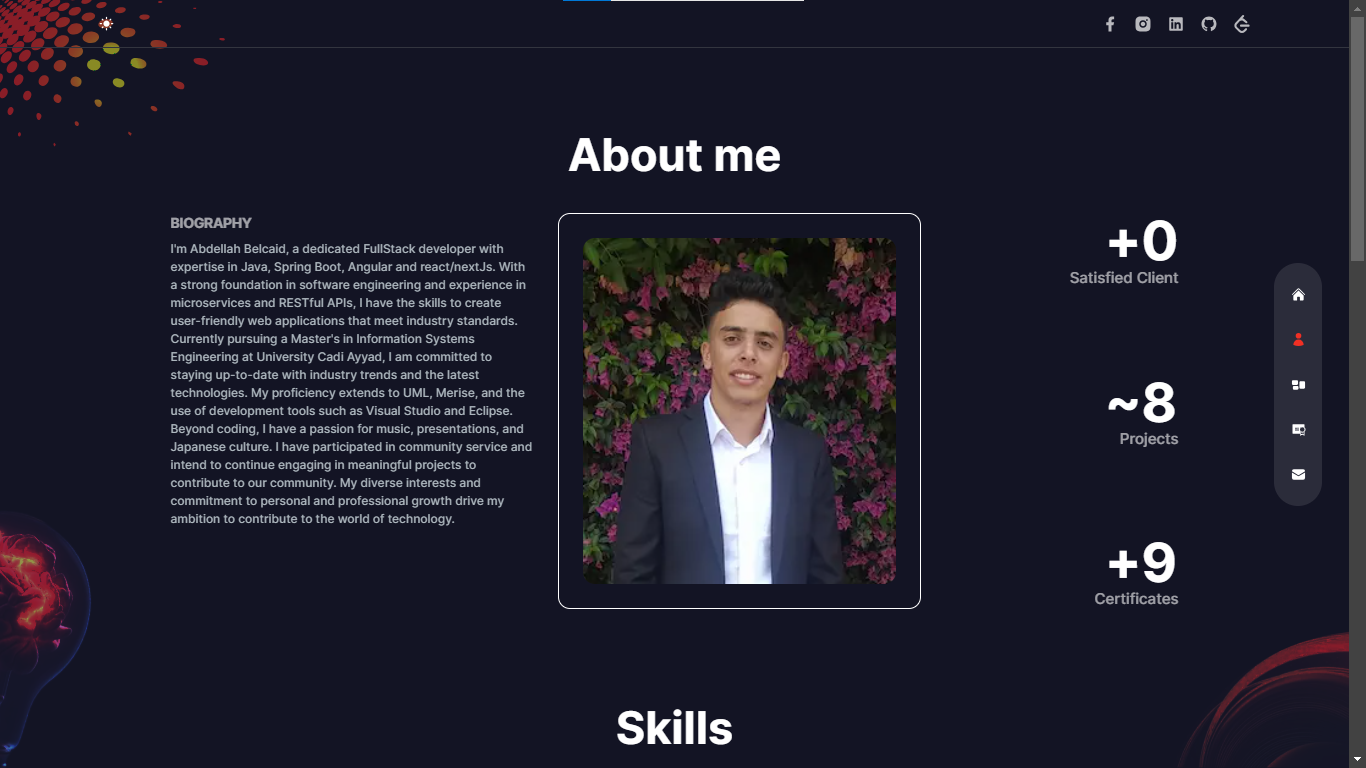 About me
BIOGRAPHY
I'm Abdellah Belcaid, a dedicated FullStack developer with
expertise in Java, Spring Boot, Angular and react/nextJs. With
a strong foundation in software engineering and experience in
microservices and RESTful APIs, I have the skills to create
user-friendly web applications that meet industry standards.
Currently pursuing a Master's in Information Systems
Engineering at University Cadi Ayyad, I am committed to
staying up-to-date with industry trends and the latest
technologies. My proficiency extends to UML, Merise, and the
use of development tools such as Visual Studio and Eclipse.
Beyond coding, I have a passion for music, presentations, and
Japanese culture. I have participated in community service and
intend to continue engaging in meaningful projects to
contribute to our community. My diverse interests and
commitment to personal and professional growth drive my
ambition to contribute to the world of technology.
+0
Satisfied Client
~8
Projects
+9
Certificates
Skills